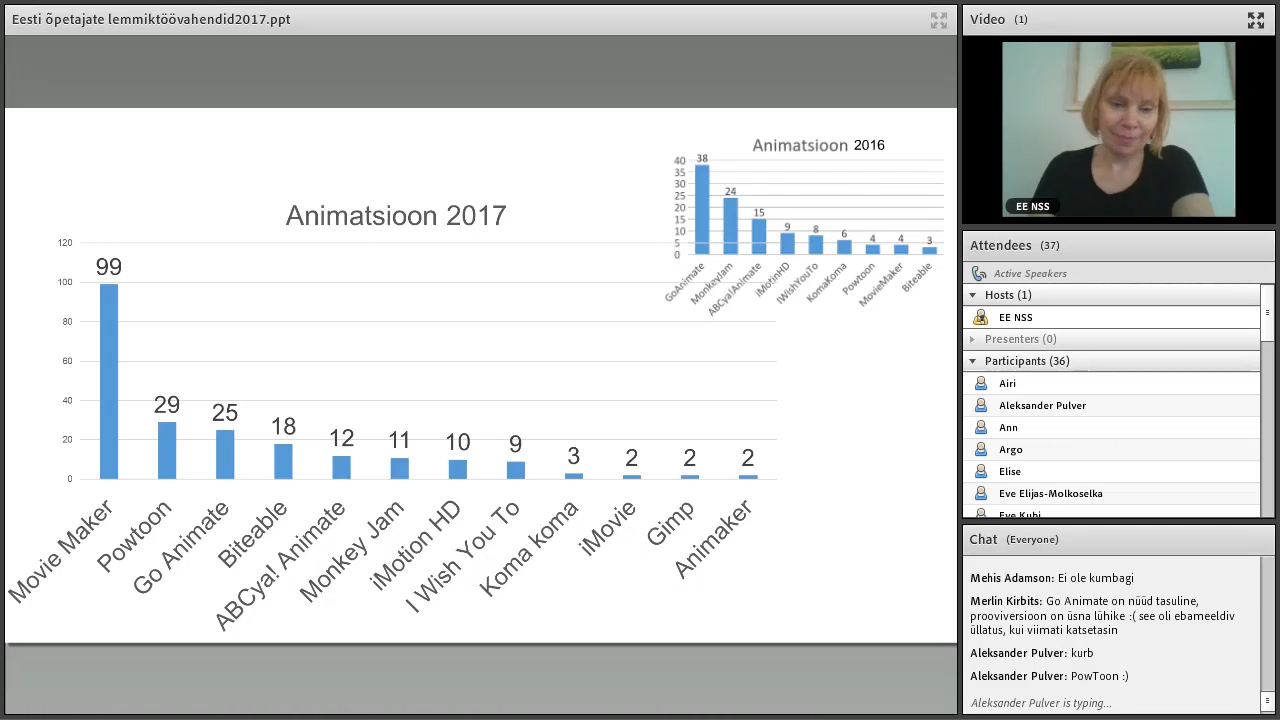 Eesti õpetajate lemmiktöövahendid2017.ppt
Animatsioon 2016
40
35
30
25
20
15
10
5
0
38
24
15
9
8
6
4
4
3
GoAnimate
MonkeyJam
ABCya!Animate
iMotinHD
IWishYouTo
KomaKoma
Powtoon
MovieMaker
Biteable
Animatsioon 2017
120
100
80
60
40
20
0
99
29
25
18
12
11
10
9
3
2
2
2
Movie Maker
Powtoon
Go Animate
Biteable
ABCya! Animate
Monkey Jam
iMotion HD
I Wish You To
Koma koma
iMovie
Gimp
Animaker
Video (1)
EE NSS
Attendees (37)
Active Speakers
Hosts (1)
EE NSS
Presenters (0)
Participants (36)
Airi
Aleksander Pulver
Ann
Argo
Elise
Eve Elijas-Molkoselka
Eve Kubi
Chat (Everyone)
Mehis Adamson: Ei ole kumbagi
Merlin Kirbits: Go Animate on nüüd tasuline,
prooviversioon on üsna lühike :( see oli ebameeldiv
üllatus, kui viimati katsetasin
Aleksander Pulver: kurb
Aleksander Pulver: PowToon :)
Aleksander Pulver is typing...